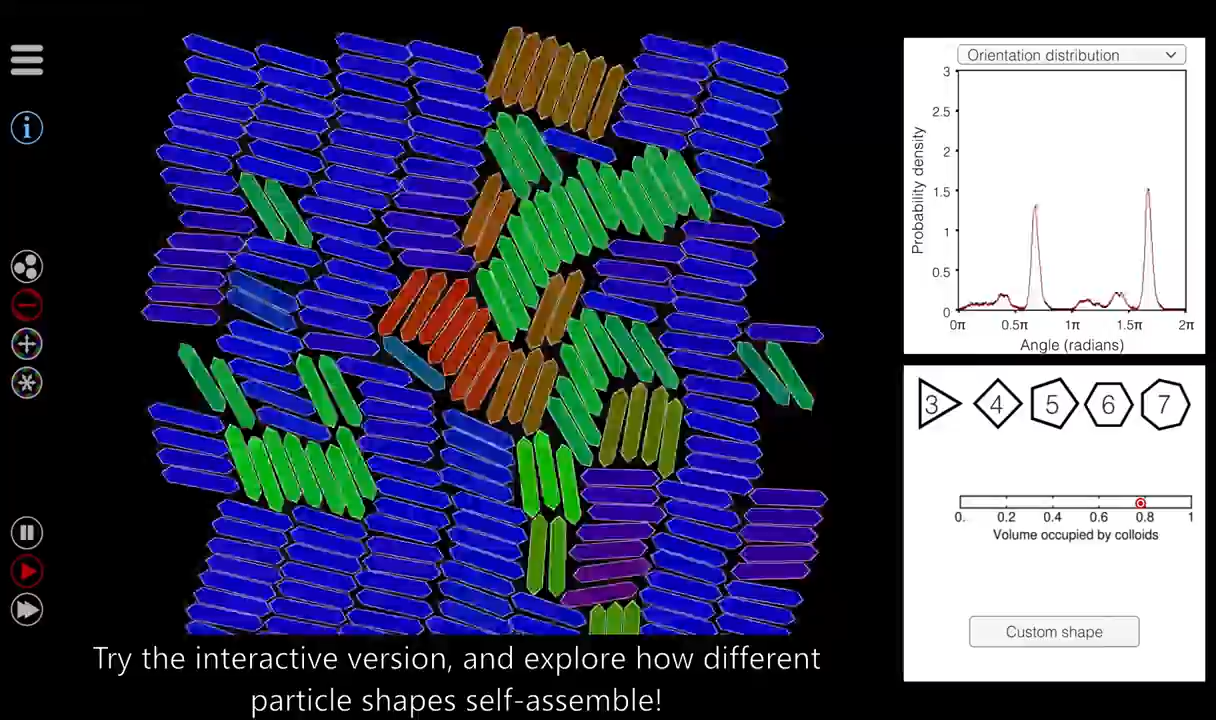 i
Orientation distribution
3
2.5
2
1.5
1
0.5
0
Probability density
0π 0.5π 1π 1.5π 2π
Angle (radians)
3 4 5 6 7
0. 0.2 0.4 0.6 0.8 1
Volume occupied by colloids
Custom shape
Try the interactive version, and explore how different
particle shapes self-assemble!